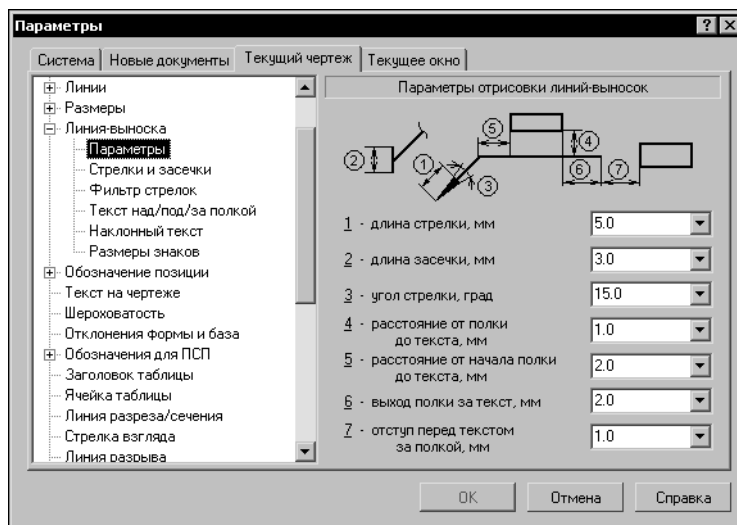 Параметры
Система
Новые документы
Текущий чертеж
Текущее окно
Линии
Размеры
Линия-выноска
Параметры
Стрелки и засечки
Фильтр стрелок
Текст над/под/за полкой
Наклонный текст
Размеры знаков
Обозначение позиции
Текст на чертеже
Шероховатость
Отклонения формы и база
Обозначения для ПСП
Заголовок таблицы
Ячейка таблицы
Линия разреза/сечения
Стрелка взгляда
Линия разрыва
Параметры отрисовки линий-выносок
5
4
2
1
6
7
3
1 - длина стрелки, мм 5.0
2 - длина засечки, мм 3.0
3 - угол стрелки, град 15.0
4 - расстояние от полки
до текста, мм 1.0
5 - расстояние от начала полки
до текста, мм 2.0
6 - выход полки за текст, мм 2.0
7 - отступ перед текстом
за полкой, мм 1.0
OK
Отмена
Справка